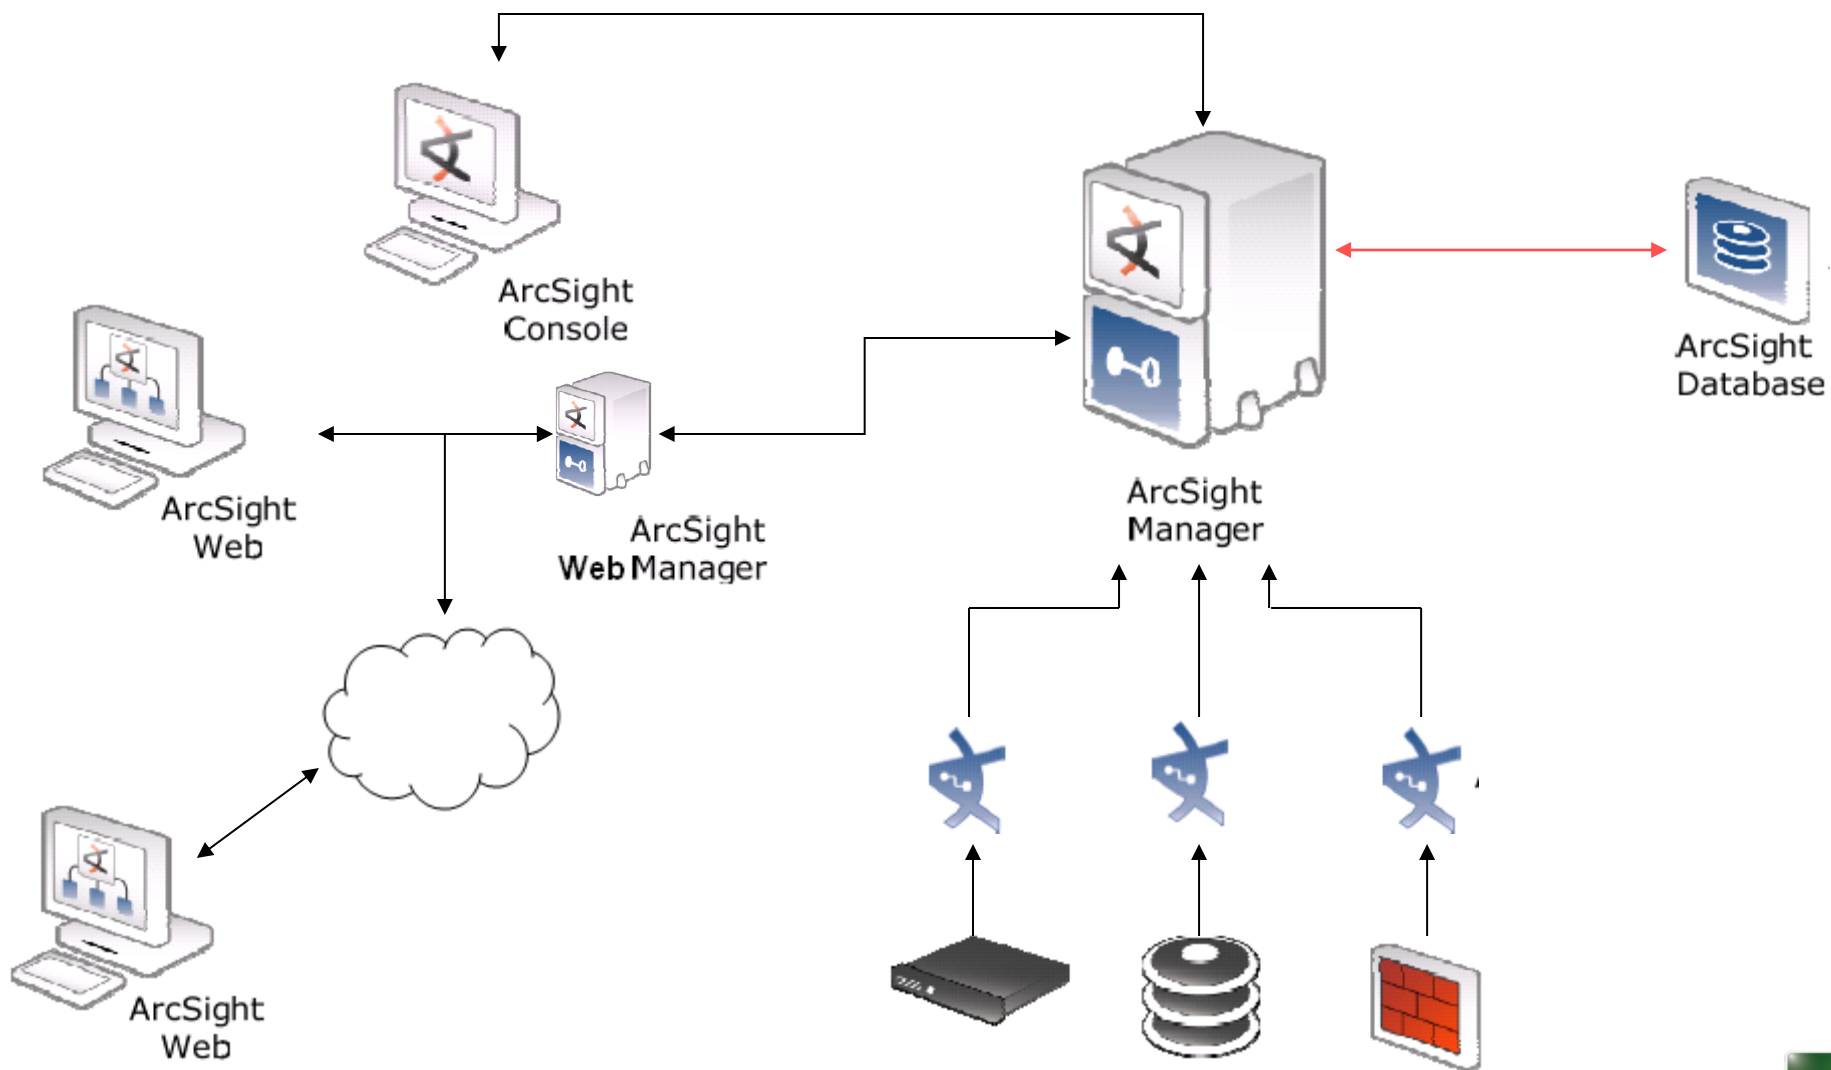 ArcSight
Console
ArcSight
Database
ArcSight
Web
ArcSight
Manager
ArcSight
Web Manager
ArcSight
Web